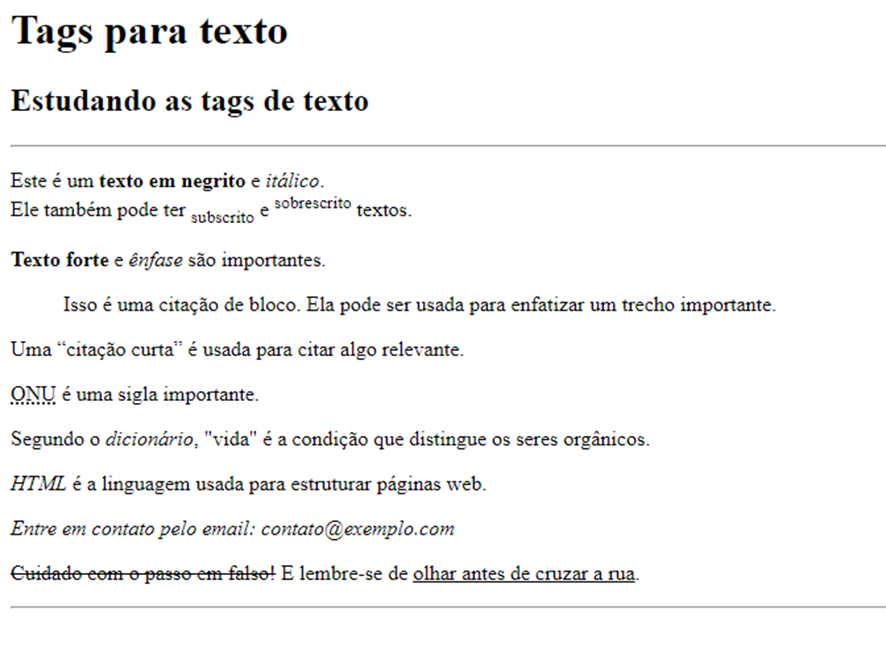 Tags para texto
Estudando as tags de texto
Este é um texto em negrito e itálico.
Ele também pode ter subscrito e sobrescrito textos.
Texto forte e ênfase são importantes.
Isso é uma citação de bloco. Ela pode ser usada para enfatizar um trecho importante.
Uma “citação curta” é usada para citar algo relevante.
ONU é uma sigla importante.
Segundo o dicionário, "vida" é a condição que distingue os seres orgânicos.
HTML é a linguagem usada para estruturar páginas web.
Entre em contato pelo email: contato@exemplo.com
Cuidado com o passo em falso! E lembre-se de olhar antes de cruzar a rua.